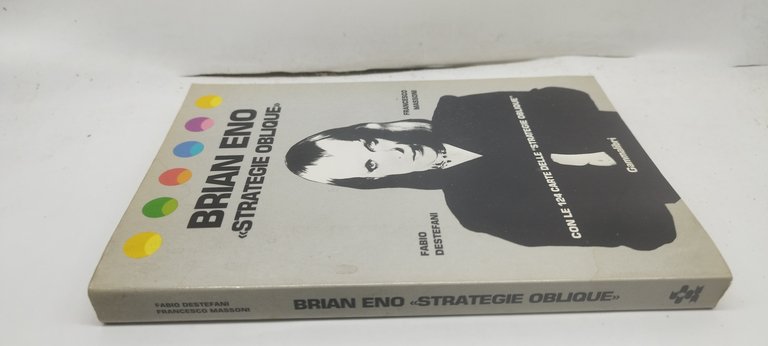 BRIAN ENO
«STRATEGIE OBLIQUE»
FABIO
DESTEFANI
FRANCESCO
MASSONI
CON LE 124 CARTE DELLE "STRATEGIE OBLIQUE"
Gammalibri
FABIO DESTEFANI
FRANCESCO MASSONI
BRIAN ENO «STRATEGIE OBLIQUE»